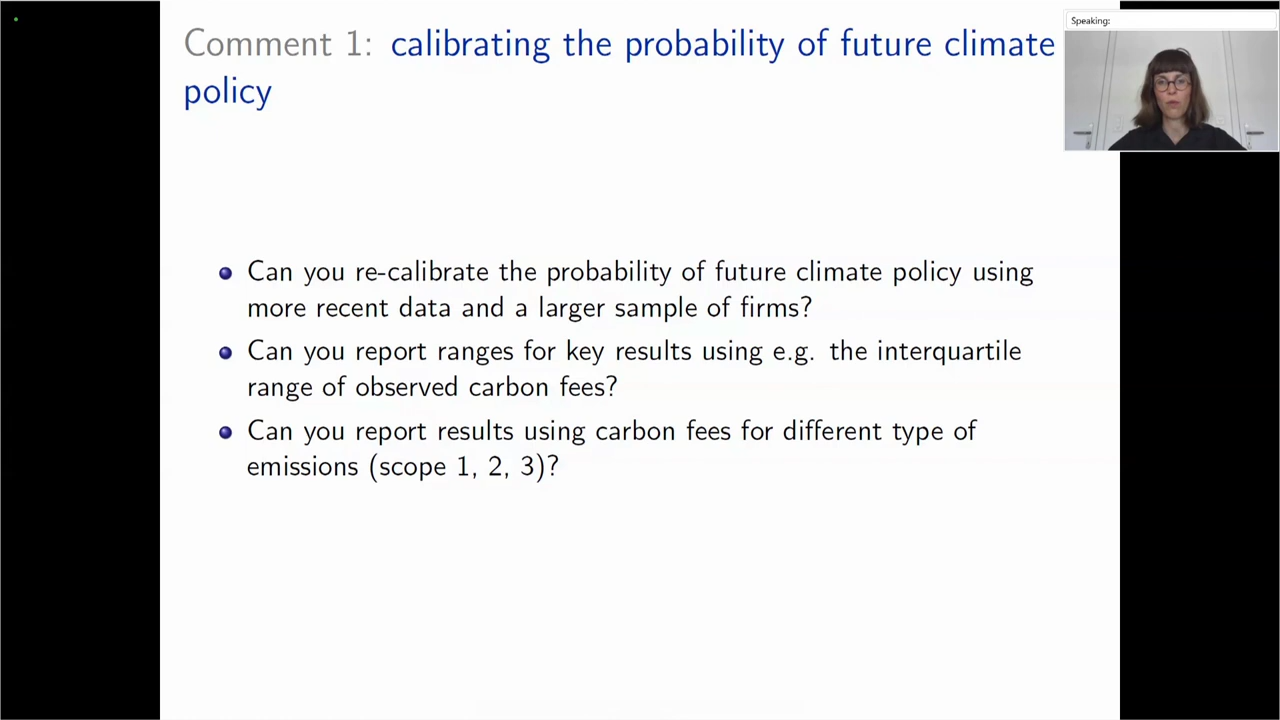 Comment 1: calibrating the probability of future climate
policy
Speaking:
Can you re-calibrate the probability of future climate policy using
more recent data and a larger sample of firms?
Can you report ranges for key results using e.g. the interquartile
range of observed carbon fees?
Can you report results using carbon fees for different type of
emissions (scope 1, 2, 3)?